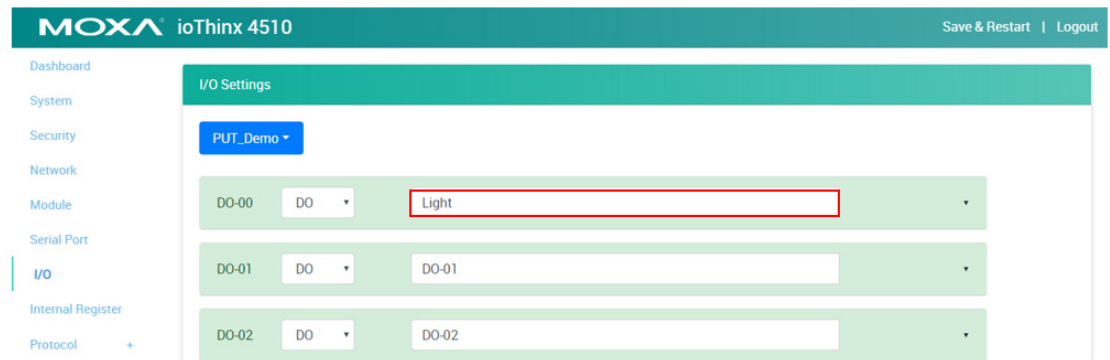 MOXA® ioThinx 4510
Save & Restart | Logout
Dashboard
System
Security
Network
Module
Serial Port
I/O
Internal Register
Protocol +
I/O Settings
PUT_Demo
DO-00 DO Light
DO-01 DO DO-01
DO-02 DO DO-02